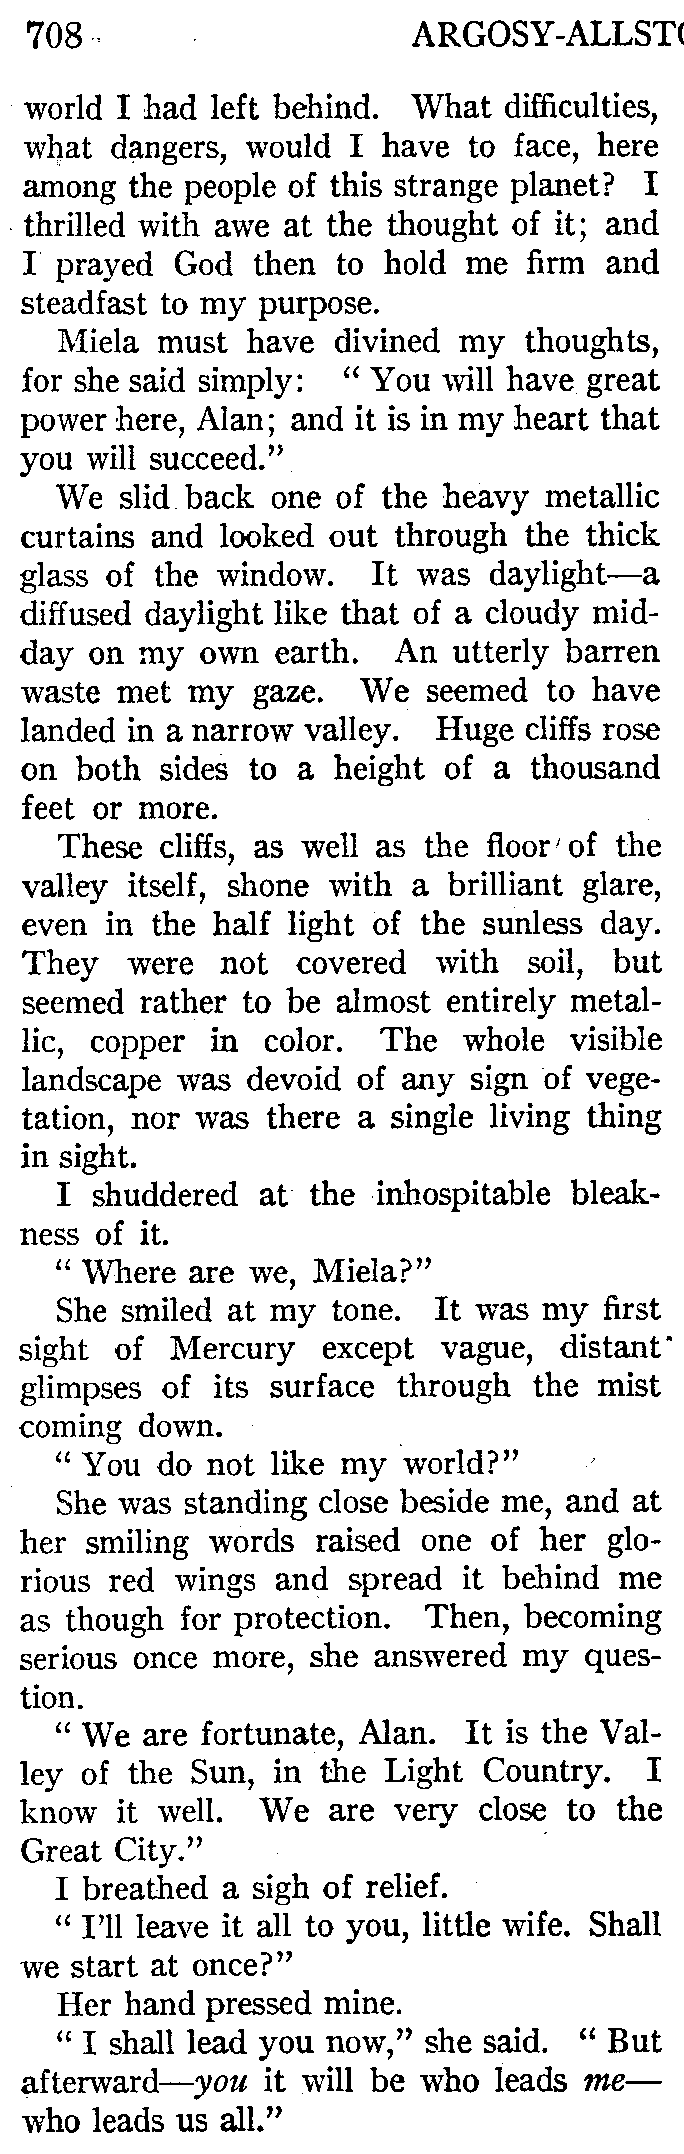 708 ARGOSY-ALLST
world I had left behind. What difficulties,
what dangers, would I have to face, here
among the people of this strange planet? I
thrilled with awe at the thought of it; and
I prayed God then to hold me firm and
steadfast to my purpose.
Miela must have divined my thoughts,
for she said simply: “ You will have great
power here, Alan; and it is in my heart that
you will succeed.”
We slid back one of the heavy metallic
curtains and looked out through the thick
glass of the window. It was daylight—a
diffused daylight like that of a cloudy mid-
day on my own earth. An utterly barren
waste met my gaze. We seemed to have
landed in a narrow valley. Huge cliffs rose
on both sides to a height of a thousand
feet or more.
These cliffs, as well as the floor of the
valley itself, shone with a brilliant glare,
even in the half light of the sunless day.
They were not covered with soil, but
seemed rather to be almost entirely metal-
lic, copper in color. The whole visible
landscape was devoid of any sign of vege-
tation, nor was there a single living thing
in sight.
I shuddered at the inhospitable bleak-
ness of it.
“ Where are we, Miela?”
She smiled at my tone. It was my first
sight of Mercury except vague, distant
glimpses of its surface through the mist
coming down.
“ You do not like my world?”
She was standing close beside me, and at
her smiling words raised one of her glo-
rious red wings and spread it behind me
as though for protection. Then, becoming
serious once more, she answered my ques-
tion.
“ We are fortunate, Alan. It is the Val-
ley of the Sun, in the Light Country. I
know it well. We are very close to the
Great City.”
I breathed a sigh of relief.
“ I’ll leave it all to you, little wife. Shall
we start at once?”
Her hand pressed mine.
“ I shall lead you now,” she said. “ But
afterward—you it will be who leads me—
who leads us all.”